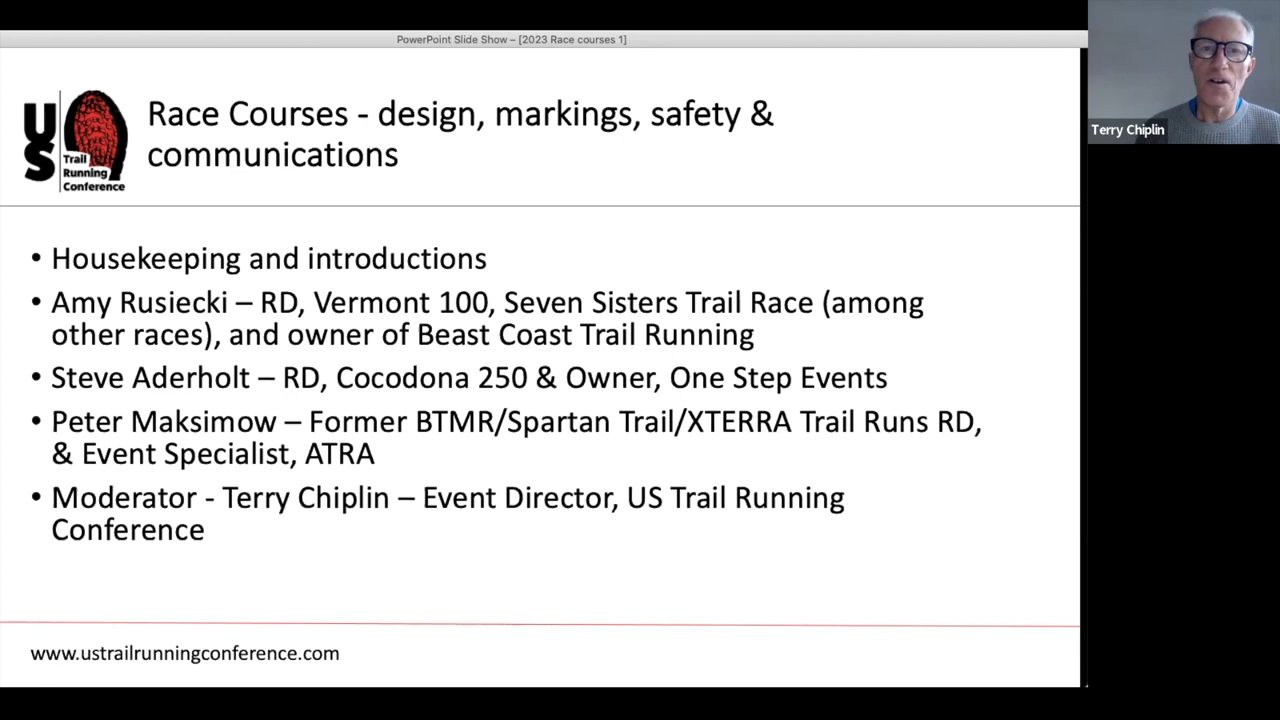 PowerPoint Slide Show – [2023 Race courses 1]
US
Trail
Running
Conference
Race Courses - design, markings, safety &
communications
• Housekeeping and introductions
• Amy Rusiecki – RD, Vermont 100, Seven Sisters Trail Race (among
other races), and owner of Beast Coast Trail Running
• Steve Aderholt – RD, Cocodona 250 & Owner, One Step Events
• Peter Maksimow – Former BTMR/Spartan Trail/XTERRA Trail Runs RD,
& Event Specialist, ATRA
• Moderator - Terry Chiplin – Event Director, US Trail Running
Conference
www.ustrailrunningconference.com
Terry Chiplin